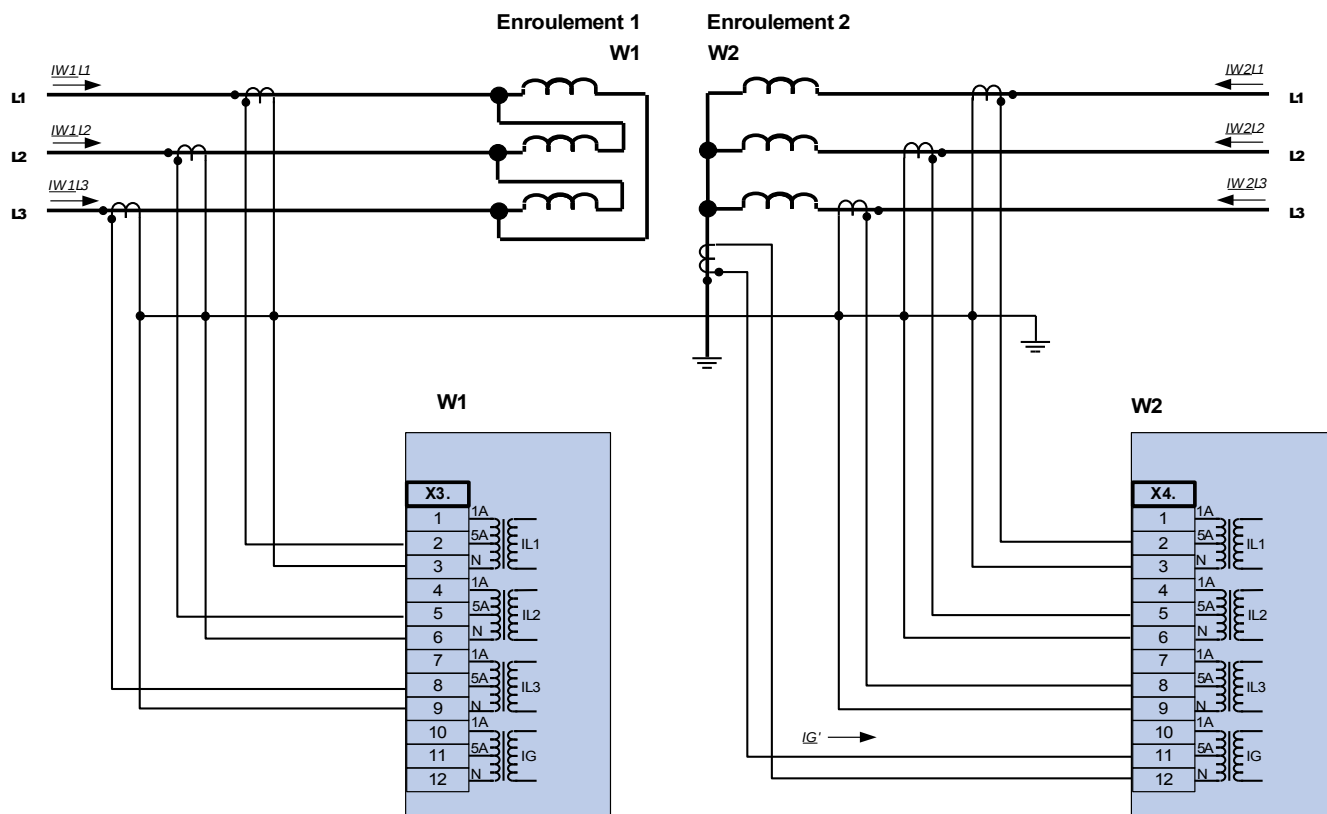 Enroulement 1 Enroulement 2
W1 W2
IW1L1 IW2L1
L1 L1
IW1L2 IW2L2
L2 L2
IW1L3 IW2L3
L3 L3
W1
X3.
1 1A
2 5A IL1
3 N
4 1A
5 5A IL2
6 N
7 1A
8 5A IL3
9 N
10 1A
11 5A IG
12 N
IG'
W2
X4.
1 1A
2 5A IL1
3 N
4 1A
5 5A IL2
6 N
7 1A
8 5A IL3
9 N
10 1A
11 5A IG
12 N